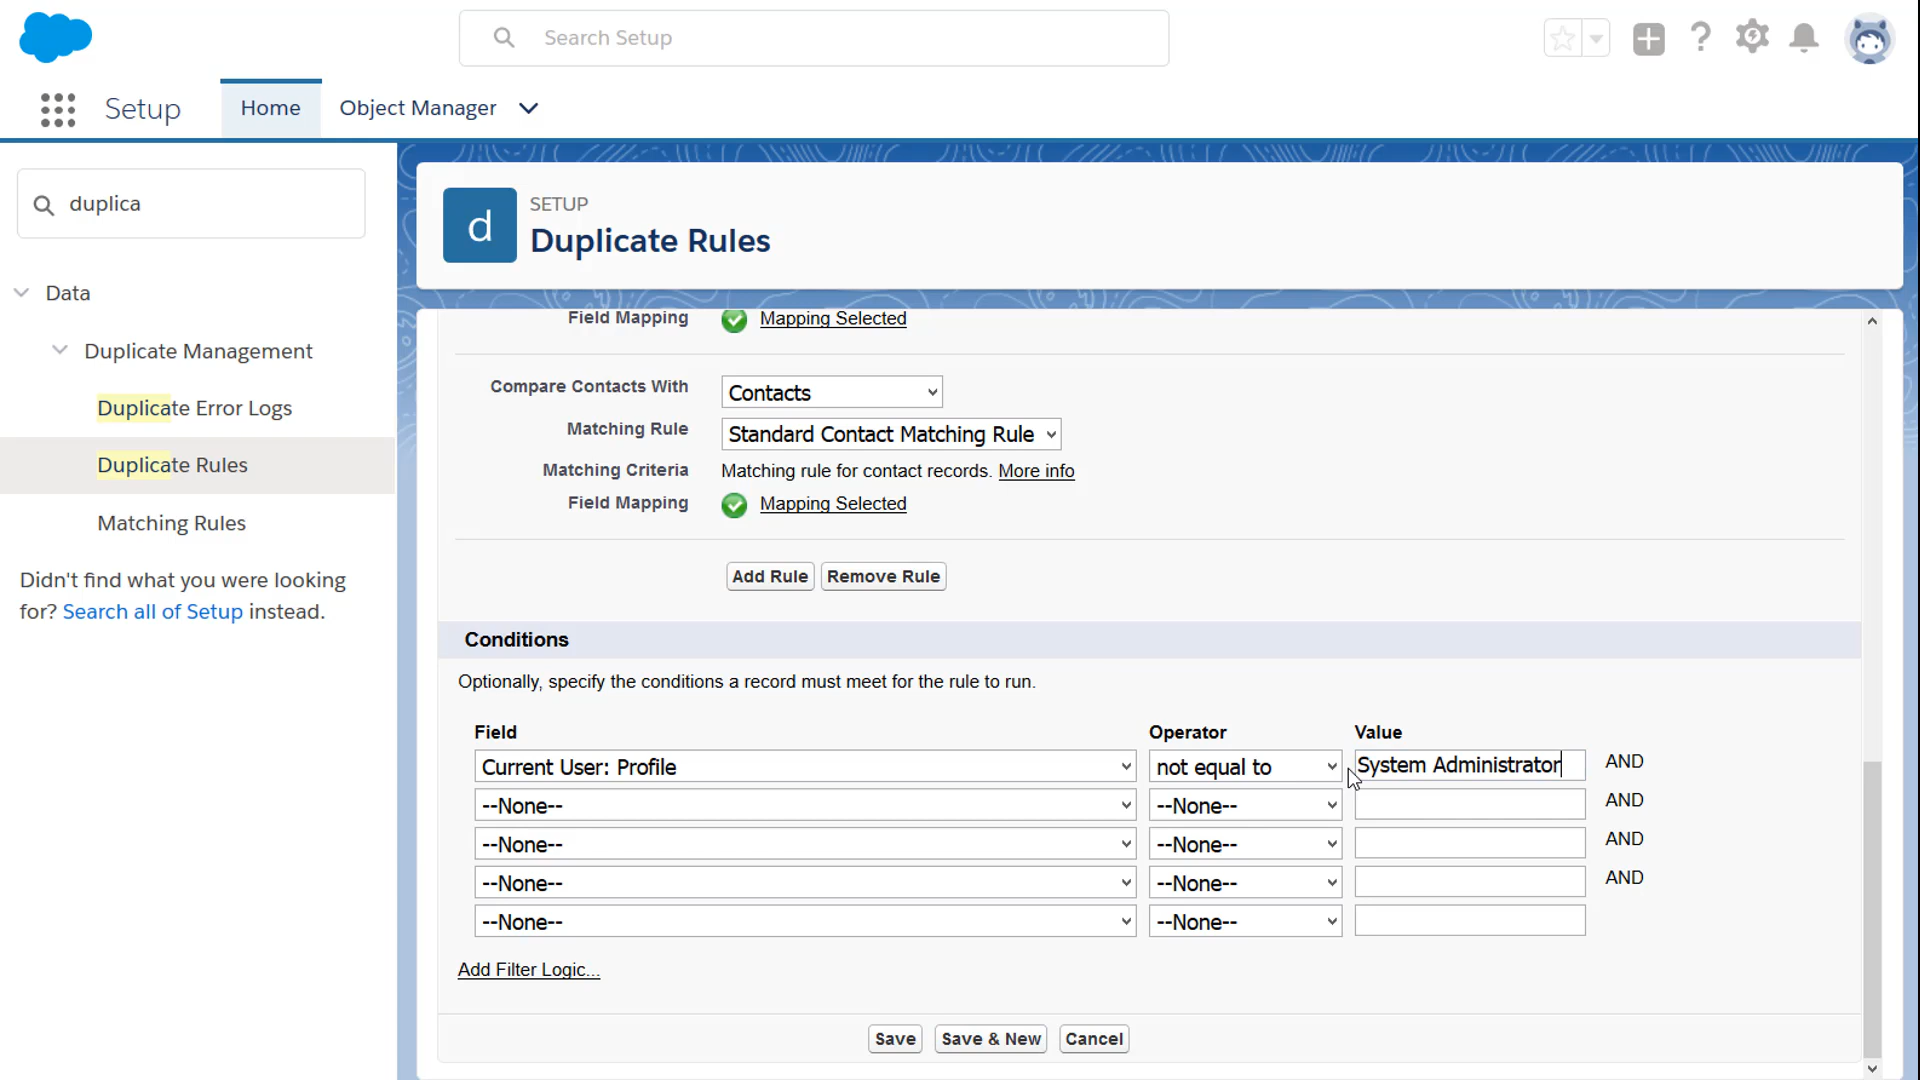 Search Setup
Setup
Home
Object Manager
duplica
Data
Duplicate Management
Duplicate Error Logs
Duplicate Rules
Matching Rules
Didn't find what you were looking
for? Search all of Setup instead.
d
SETUP
Duplicate Rules
Field Mapping Mapping Selected
Compare Contacts With Contacts
Matching Rule Standard Contact Matching Rule
Matching Criteria Matching rule for contact records. More info
Field Mapping Mapping Selected
Add Rule Remove Rule
Conditions
Optionally, specify the conditions a record must meet for the rule to run.
Field Operator Value
Current User: Profile not equal to System Administrator AND
--None-- --None-- AND
--None-- --None-- AND
--None-- --None-- AND
--None-- --None--
Add Filter Logic...
Save Save & New Cancel